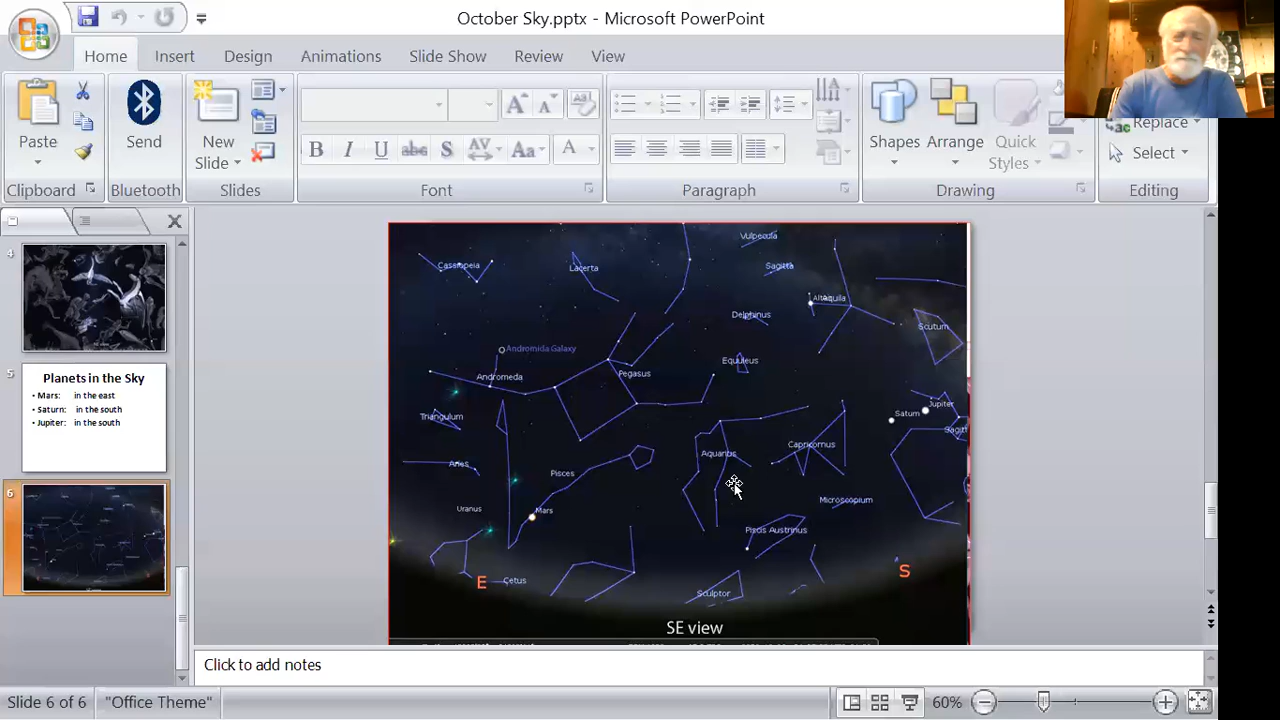 October Sky.pptx - Microsoft PowerPoint
Home Insert Design Animations Slide Show Review View
Paste Send New Slide Shapes Arrange Quick Styles Replace Select
B I U abc S AV Aa A
Clipboard Bluetooth Slides Font Paragraph Drawing Editing
4
5
Planets in the Sky
• Mars: in the east
• Saturn: in the south
• Jupiter: in the south
6
Vulpecula
Cassiopeia Lacerta Sagitta
Delphinus Scutum
Andromida Galaxy Equuleus
Andromeda Pegasus
Triangulum Saturn Jupiter
Aries Aquarius Capricornus
Pisces
Uranus Mars Microscopium
Piscis Austrinus
E Cetus S
Sculptor
SE view
Click to add notes
Slide 6 of 6 "Office Theme" 60%